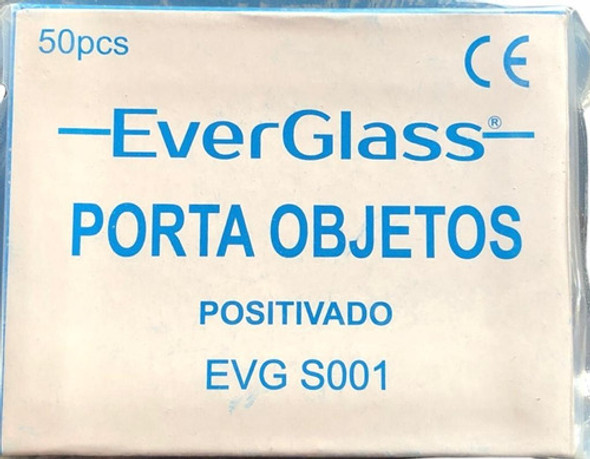 50pcs
CE
EverGlass®
PORTA OBJETOS
POSITIVADO
EVG S001